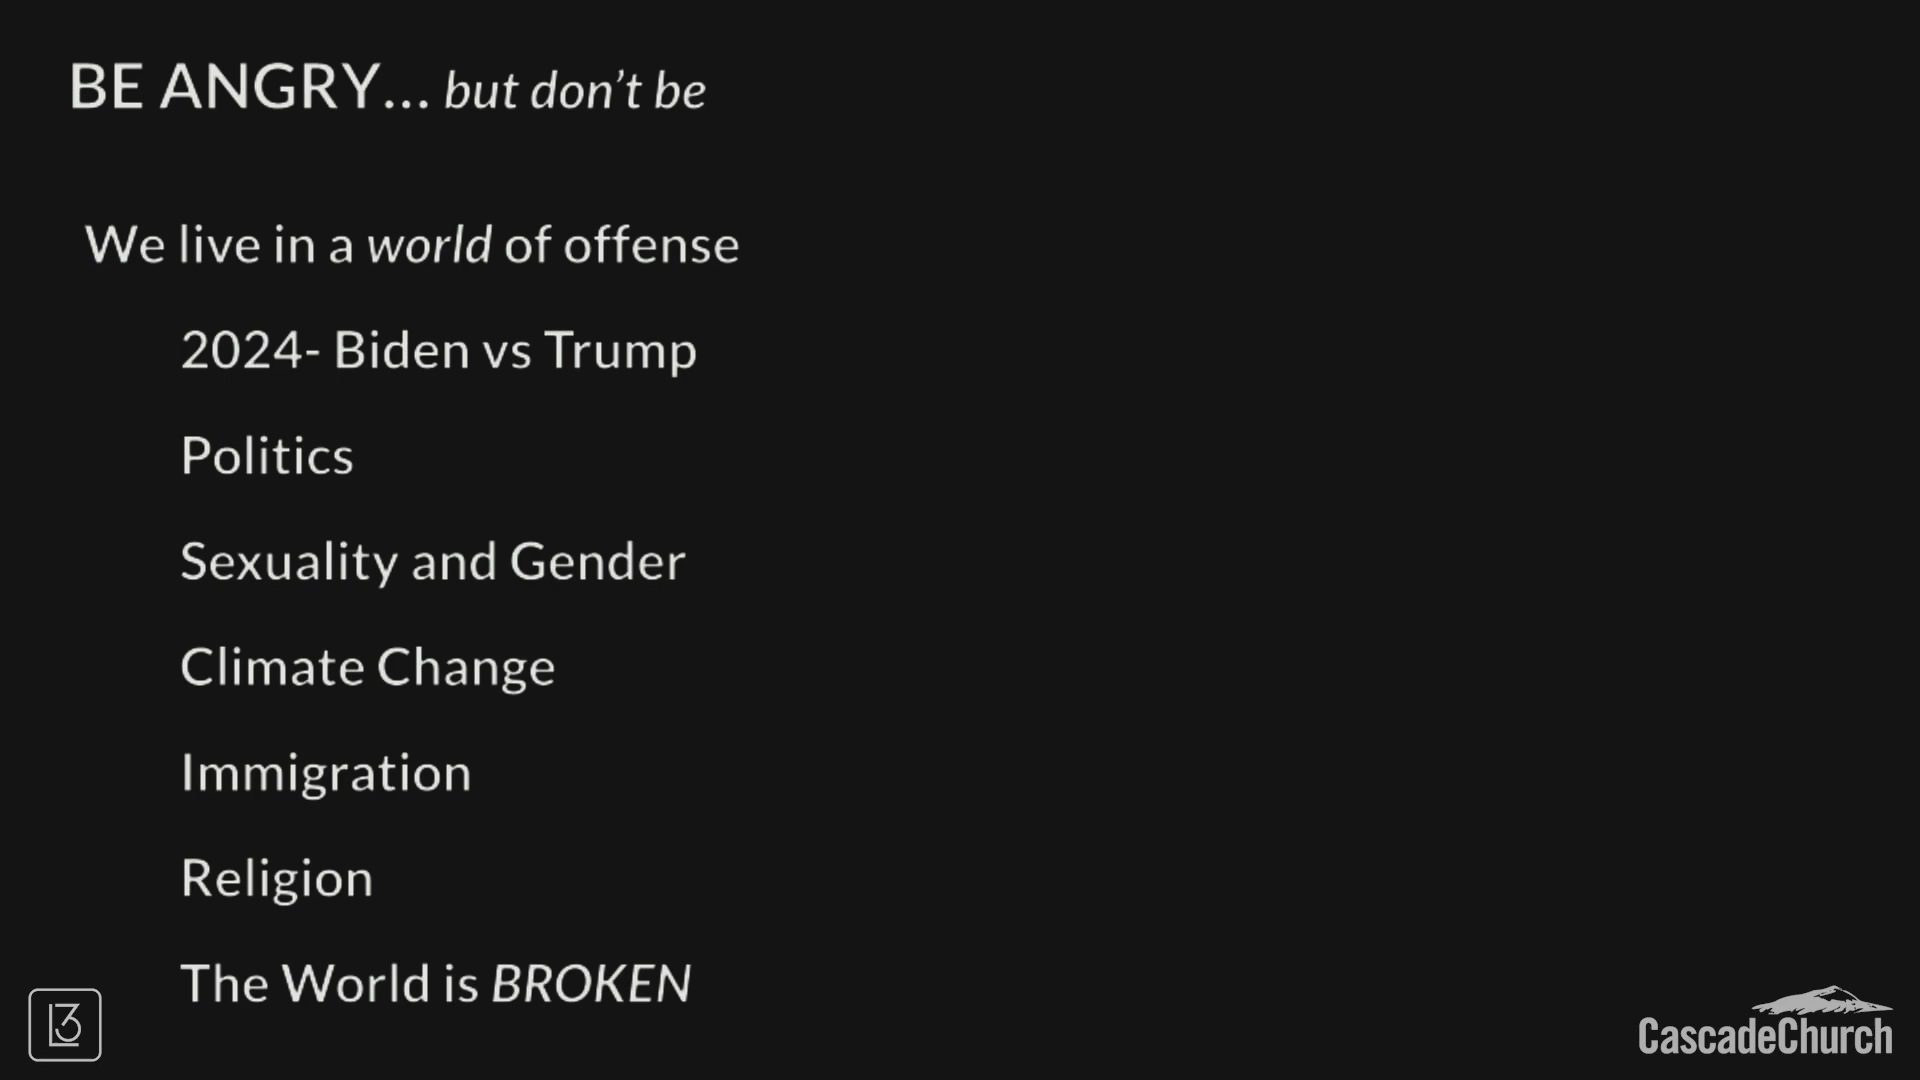 BE ANGRY... but don't be
We live in a world of offense
2024- Biden vs Trump
Politics
Sexuality and Gender
Climate Change
Immigration
Religion
The World is BROKEN
L3
CascadeChurch